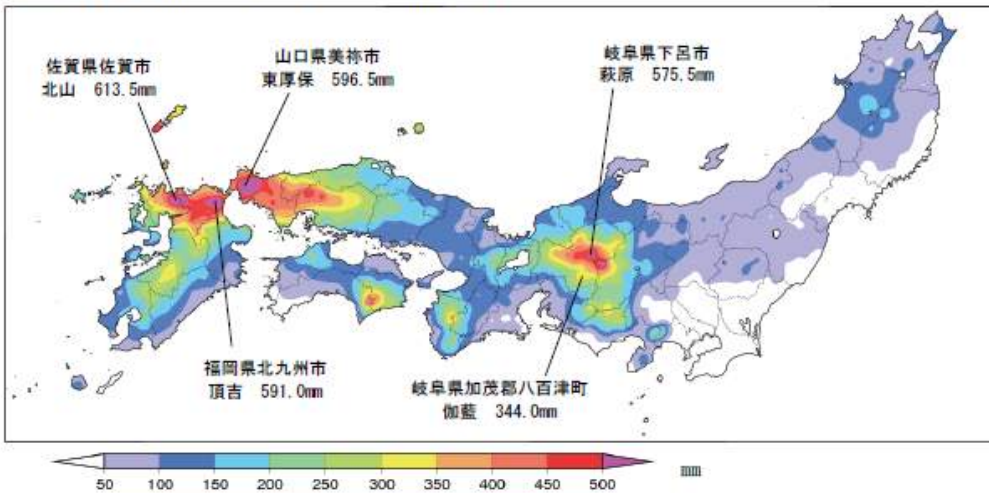 佐賀県佐賀市
北山 613.5mm
山口県美祢市
東厚保 596.5mm
岐阜県下呂市
萩原 575.5mm
福岡県北九州市
頂吉 591.0mm
岐阜県加茂郡八百津町
伽藍 344.0mm
50 100 150 200 250 300 350 400 450 500 mm